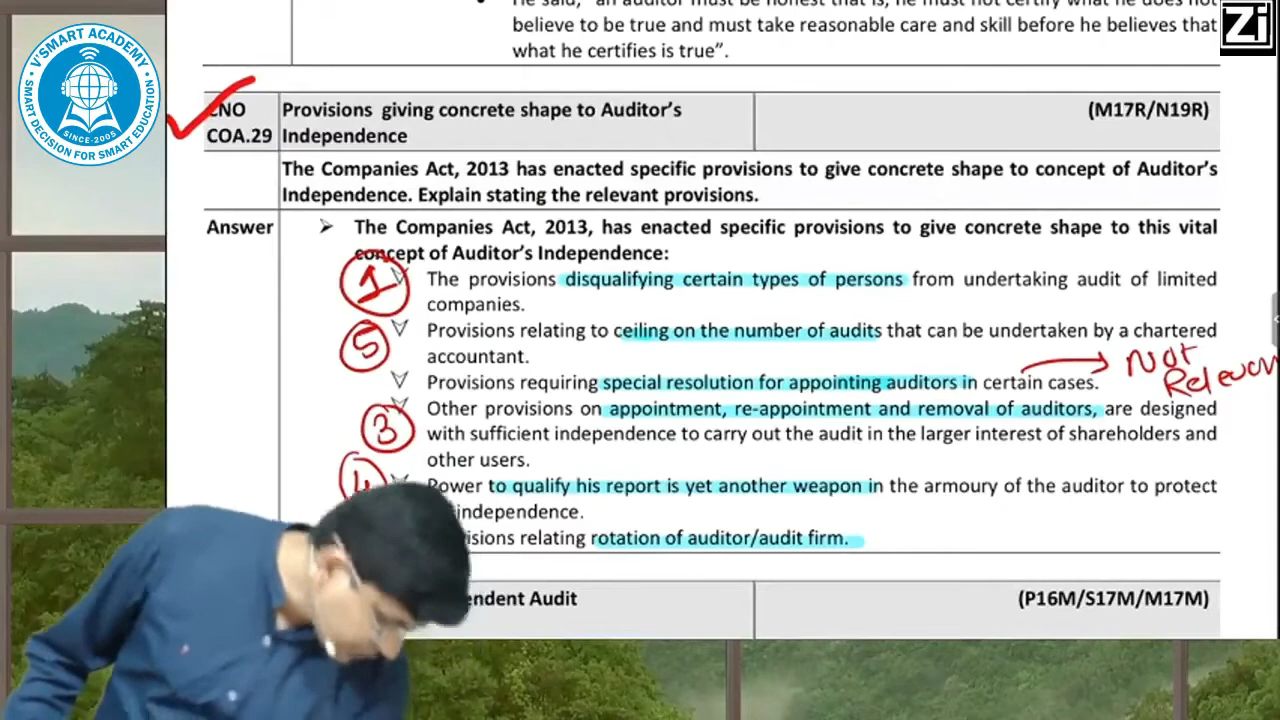 He said, "an auditor must be honest that is, he must not certify what he does not
believe to be true and must take reasonable care and skill before he believes that
what he certifies is true".
Zi
V'SMART ACADEMY
SMART DECISION FOR SMART EDUCATION
SINCE-2005
NO
COA.29
Provisions giving concrete shape to Auditor's
Independence
(M17R/N19R)
The Companies Act, 2013 has enacted specific provisions to give concrete shape to concept of Auditor's
Independence. Explain stating the relevant provisions.
Answer
The Companies Act, 2013, has enacted specific provisions to give concrete shape to this vital
concept of Auditor's Independence:
1
The provisions disqualifying certain types of persons from undertaking audit of limited
companies.
5
Provisions relating to ceiling on the number of audits that can be undertaken by a chartered
accountant.
Provisions requiring special resolution for appointing auditors in certain cases.
Not
3
Other provisions on appointment, re-appointment and removal of auditors, are designed
with sufficient independence to carry out the audit in the larger interest of shareholders and
other users.
4
Power to qualify his report is yet another weapon in the armoury of the auditor to protect
independence.
relating rotation of auditor/audit firm.
Audit
(P16M/S17M/M17M)